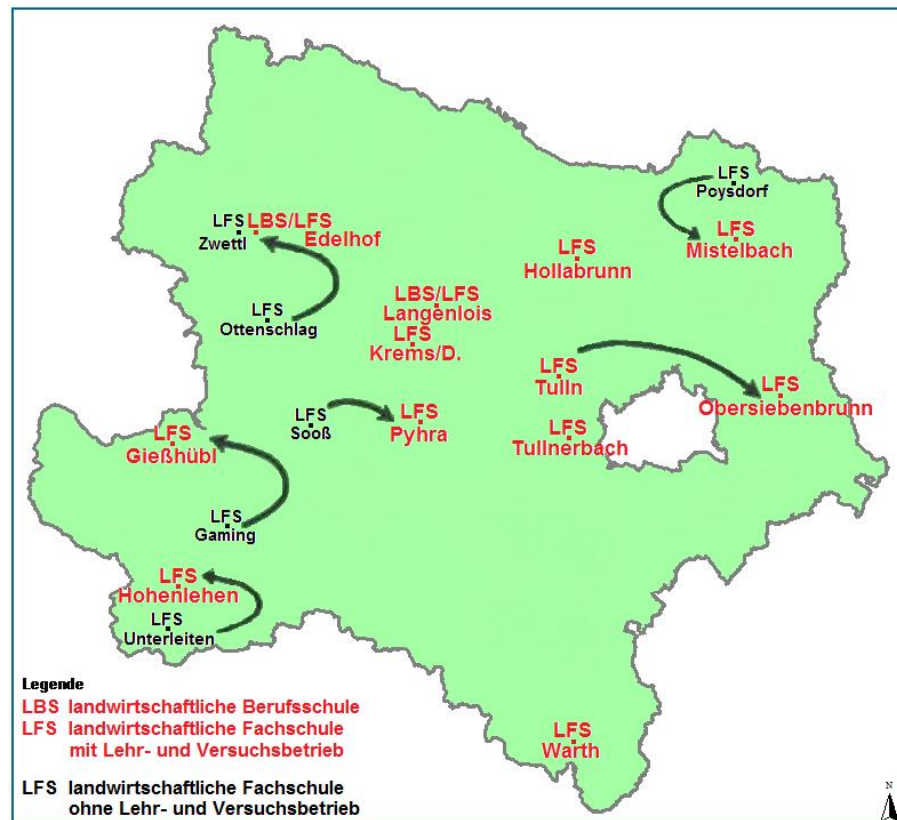 LFS
Poysdorf
LFS
Zwettl
LBS/LFS
Edelhof
LFS
Mistelbach
LFS
Hollabrunn
LBS/LFS
Langenlois
LFS
Ottenschlag
LFS
Krems/D.
LFS
Tulln
LFS
Obersiebenbrunn
LFS
Sooß
LFS
Pyhra
LFS
Tullnerbach
LFS
Gießhübl
LFS
Gaming
LFS
Hohenlehen
LFS
Unterleiten
LFS
Warth
Legende
LBS landwirtschaftliche Berufsschule
LFS landwirtschaftliche Fachschule
mit Lehr- und Versuchsbetrieb
LFS landwirtschaftliche Fachschule
ohne Lehr- und Versuchsbetrieb
N